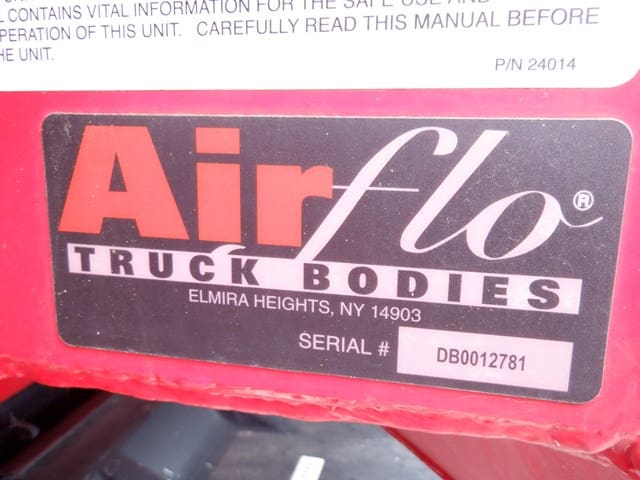 CONTAINS VITAL INFORMATION FOR THE SAFE USE AND
OPERATION OF THIS UNIT. CAREFULLY READ THIS MANUAL BEFORE
THE UNIT.
P/N 24014
Airflo®
TRUCK BODIES
ELMIRA HEIGHTS, NY 14903
SERIAL # DB0012781